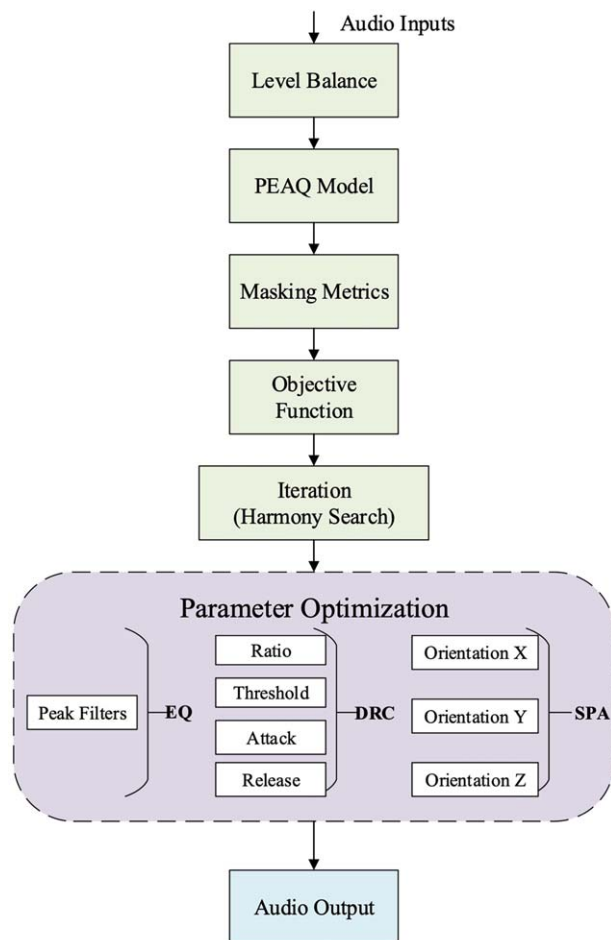 Audio Inputs
Level Balance
PEAQ Model
Masking Metrics
Objective
Function
Iteration
(Harmony Search)
Parameter Optimization
Peak Filters
EQ
Ratio
Threshold
Attack
Release
DRC
Orientation X
Orientation Y
Orientation Z
SPA
Audio Output